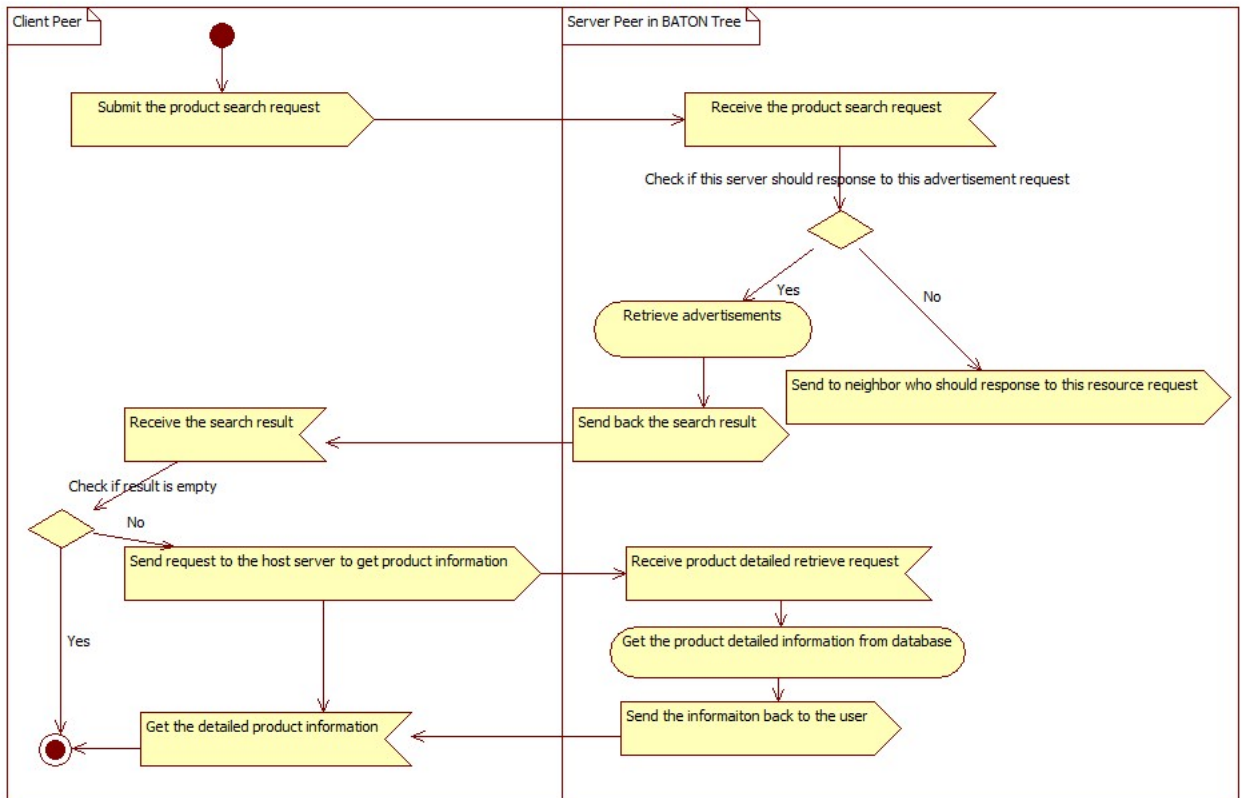 Client Peer
Server Peer in BATON Tree
Submit the product search request
Receive the product search request
Check if this server should response to this advertisement request
Yes
No
Retrieve advertisements
Send to neighbor who should response to this resource request
Receive the search result
Send back the search result
Check if result is empty
No
Send request to the host server to get product information
Receive product detailed retrieve request
Yes
Get the product detailed information from database
Get the detailed product information
Send the informaiton back to the user